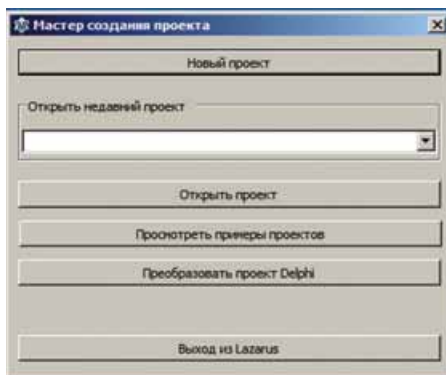 Мастер создания проекта
Новый проект
Открыть недавний проект
Открыть проект
Просмотреть примеры проектов
Преобразовать проект Delphi
Выход из Lazarus